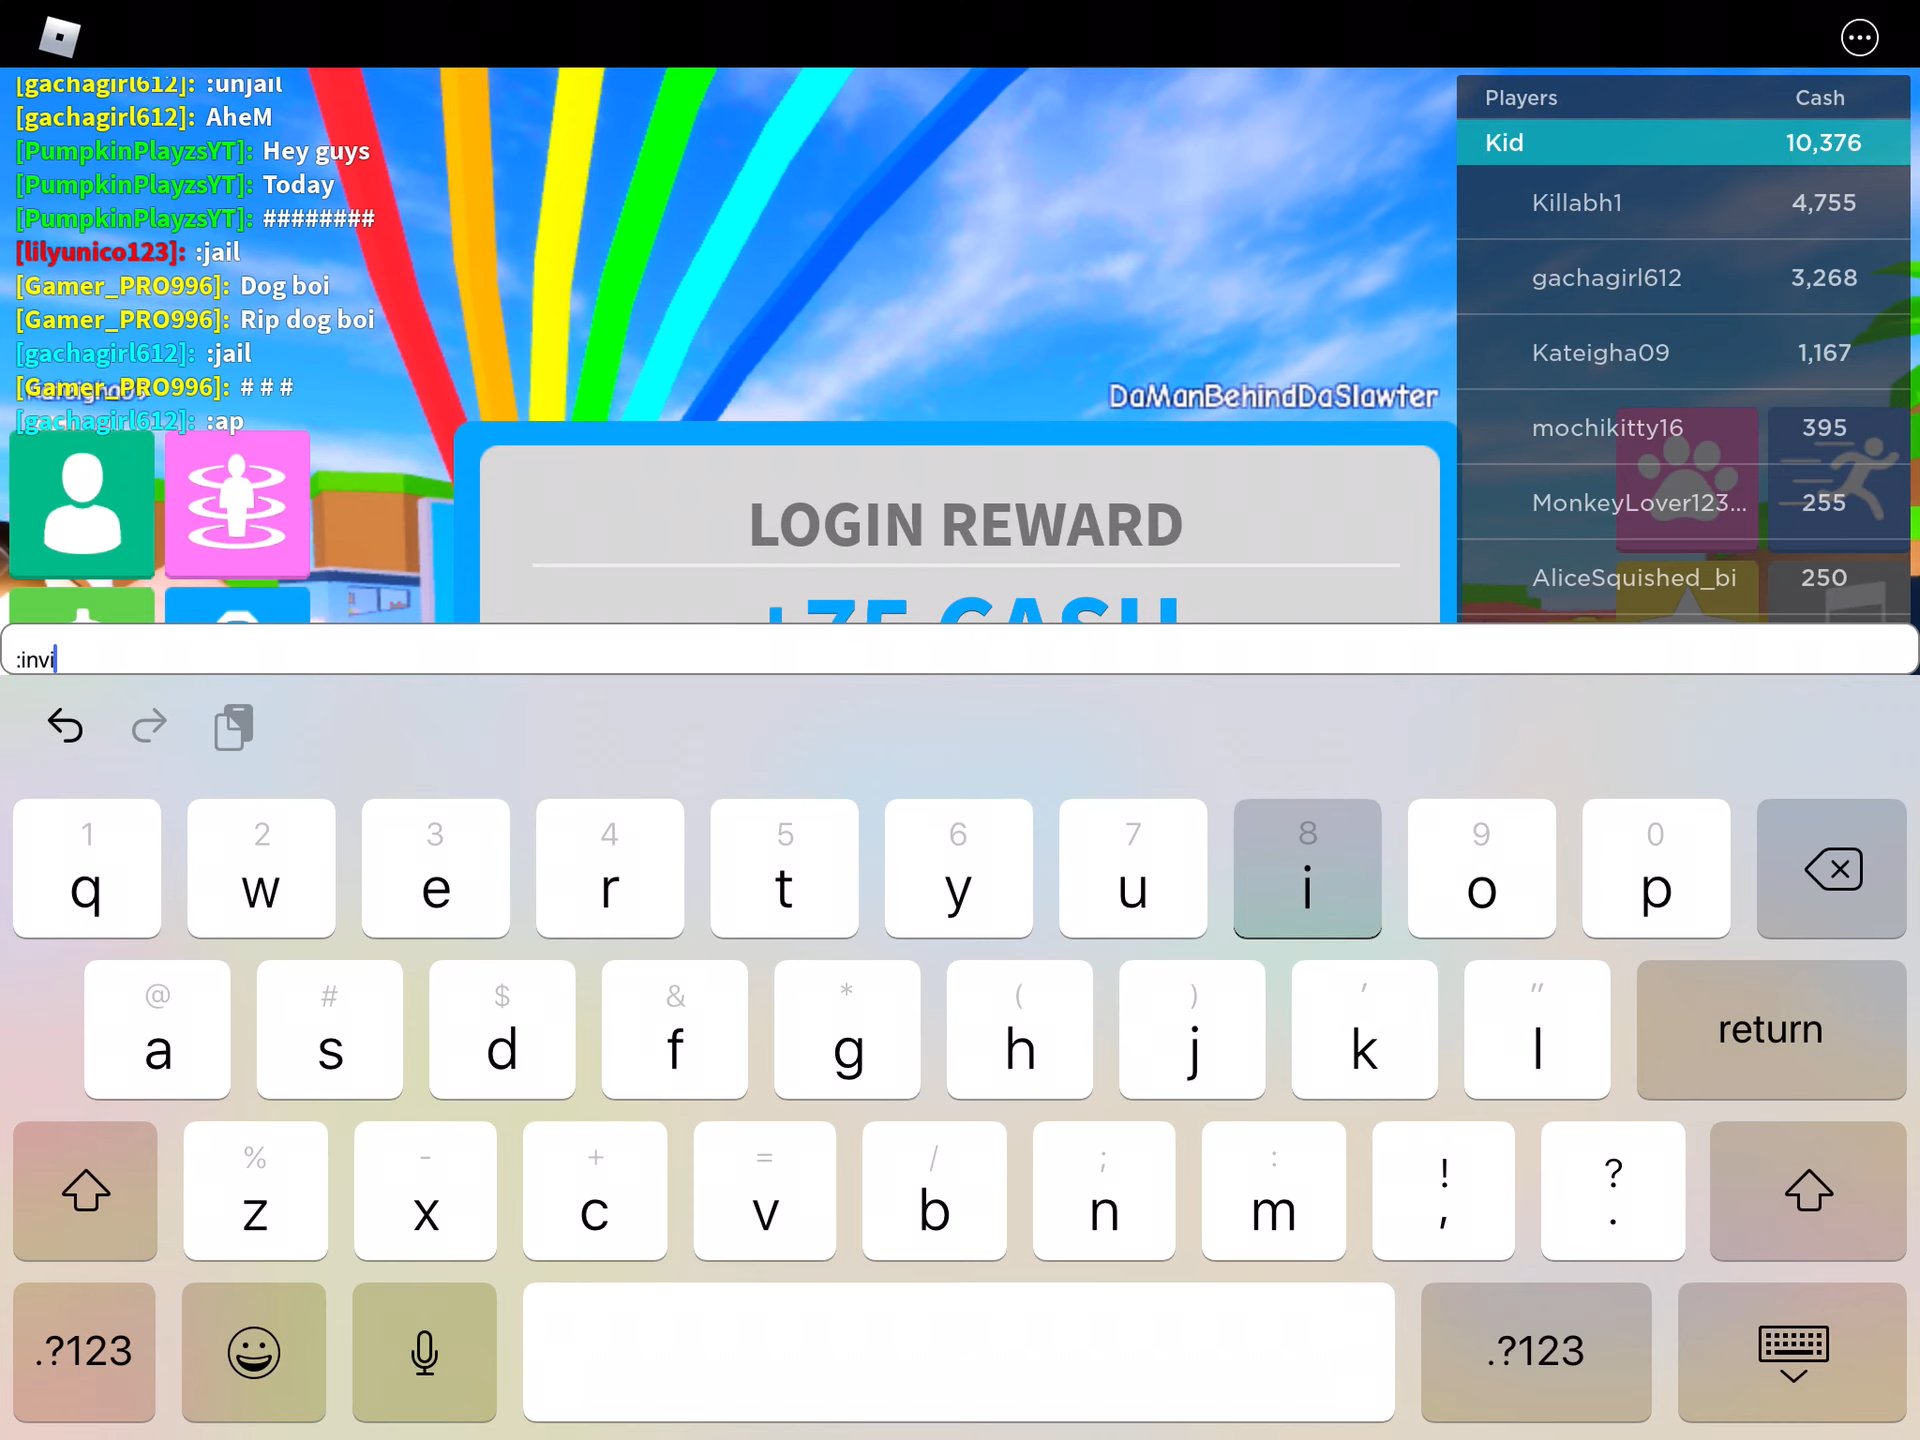 [gachagirl612]: :unjail
[gachagirl612]: AheM
[PumpkinPlayzsYT]: Hey guys
[PumpkinPlayzsYT]: Today
[PumpkinPlayzsYT]: ########
[lilyunico123]: :jail
[Gamer_PRO996]: Dog boi
[Gamer_PRO996]: Rip dog boi
[gachagirl612]: :jail
[Gamer_PRO996]: # # #
[gachagirl612]: :ap
DaManBehindDaSlawter
Players Cash
Kid 10,376
Killabh1 4,755
gachagirl612 3,268
Kateigha09 1,167
mochikitty16 395
MonkeyLover123... 255
AliceSquished_bi 250
LOGIN REWARD
+75 CASH
:invi
1 2 3 4 5 6 7 8 9 0
q w e r t y u i o p
@ # $ & * ( ) ' "
a s d f g h j k l return
% - + = / ; : ! ?
z x c v b n m , .
.?123 .?123